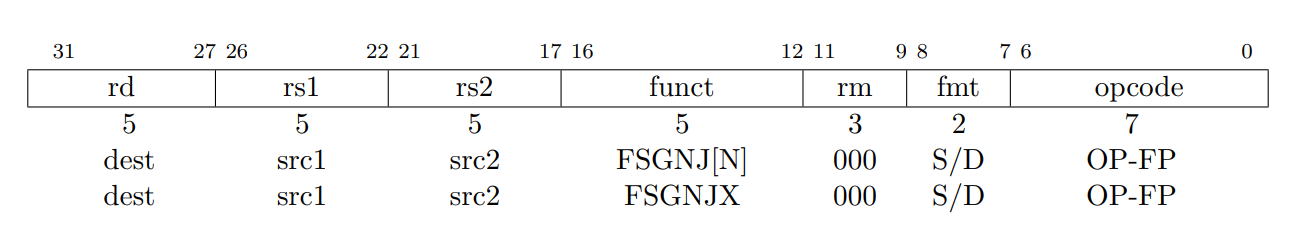 31 27 26 22 21 17 16 12 11 9 8 7 6 0
rd rs1 rs2 funct rm fmt opcode
5 5 5 5 3 2 7
dest src1 src2 FSGNJ[N] 000 S/D OP-FP
dest src1 src2 FSGNJX 000 S/D OP-FP